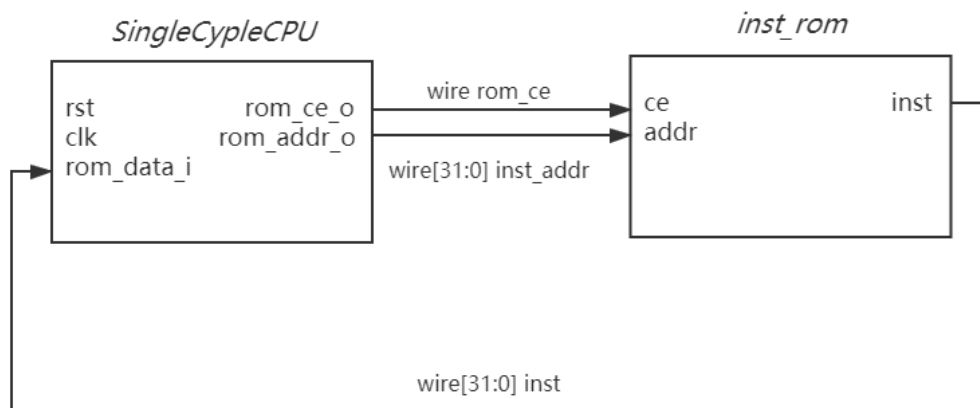 SingleCypleCPU
inst_rom
rst
clk
rom_data_i
rom_ce_o
rom_addr_o
wire rom_ce
wire[31:0] inst_addr
ce
addr
inst
wire[31:0] inst